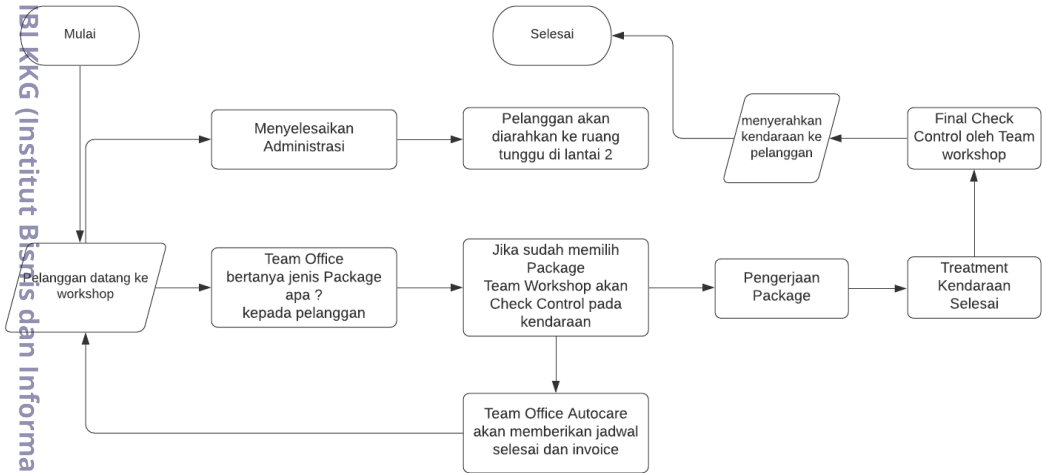 Mulai
Selesai
Menyelesaikan
Administrasi
Pelanggan akan
diarahkan ke ruang
tunggu di lantai 2
menyerahkan
kendaraan ke
pelanggan
Final Check
Control oleh Team
workshop
Pelanggan datang ke
workshop
Team Office
bertanya jenis Package
apa ?
kepada pelanggan
Jika sudah memilih
Package
Team Workshop akan
Check Control pada
kendaraan
Pengerjaan
Package
Treatment
Kendaraan
Selesai
Team Office Autocare
akan memberikan jadwal
selesai dan invoice
IBI KKG (Institut Bisnis dan Informa